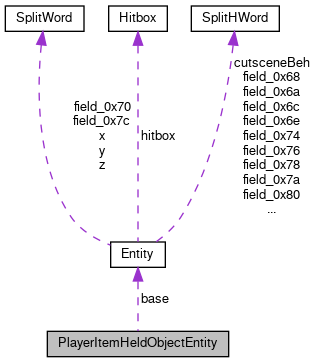 SplitWord
Hitbox
SplitHWord
cutsceneBeh
field_0x68
field_0x6a
field_0x6c
field_0x6e
field_0x74
field_0x76
field_0x78
field_0x7a
field_0x80
...
field_0x70
field_0x7c
x
y
z
hitbox
Entity
base
PlayerItemHeldObjectEntity